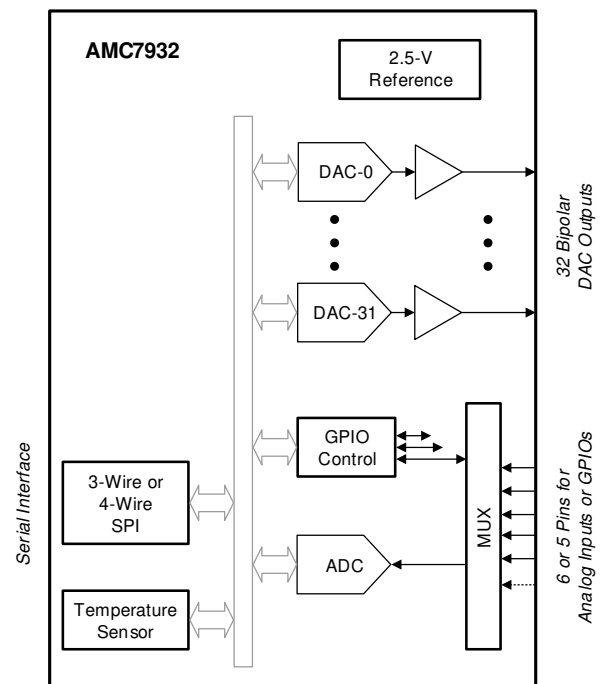 AMC7932
2.5-V
Reference
DAC-0
32 Bipolar
DAC Outputs
DAC-31
GPIO
Control
Serial Interface
3-Wire or
4-Wire
SPI
MUX
6 or 5 Pins for
Analog Inputs or GPIOs
ADC
Temperature
Sensor